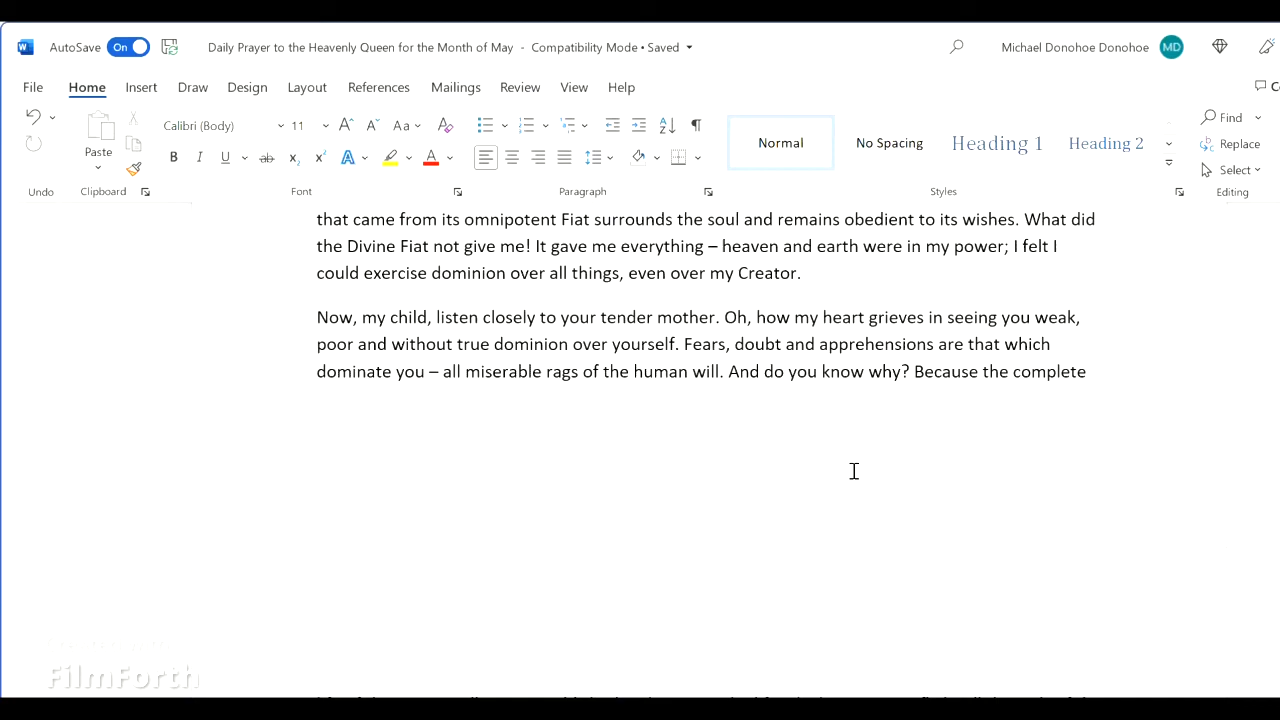 AutoSave On Daily Prayer to the Heavenly Queen for the Month of May - Compatibility Mode • Saved Michael Donohoe Donohoe MD
File Home Insert Draw Design Layout References Mailings Review View Help
Calibri (Body) 11 Aa
Paste
B I U ab x₂ x² A A
Normal No Spacing Heading 1 Heading 2
Find
Replace
Select
Undo Clipboard Font Paragraph Styles Editing
that came from its omnipotent Fiat surrounds the soul and remains obedient to its wishes. What did
the Divine Fiat not give me! It gave me everything – heaven and earth were in my power; I felt I
could exercise dominion over all things, even over my Creator.
Now, my child, listen closely to your tender mother. Oh, how my heart grieves in seeing you weak,
poor and without true dominion over yourself. Fears, doubt and apprehensions are that which
dominate you – all miserable rags of the human will. And do you know why? Because the complete
FilmForth